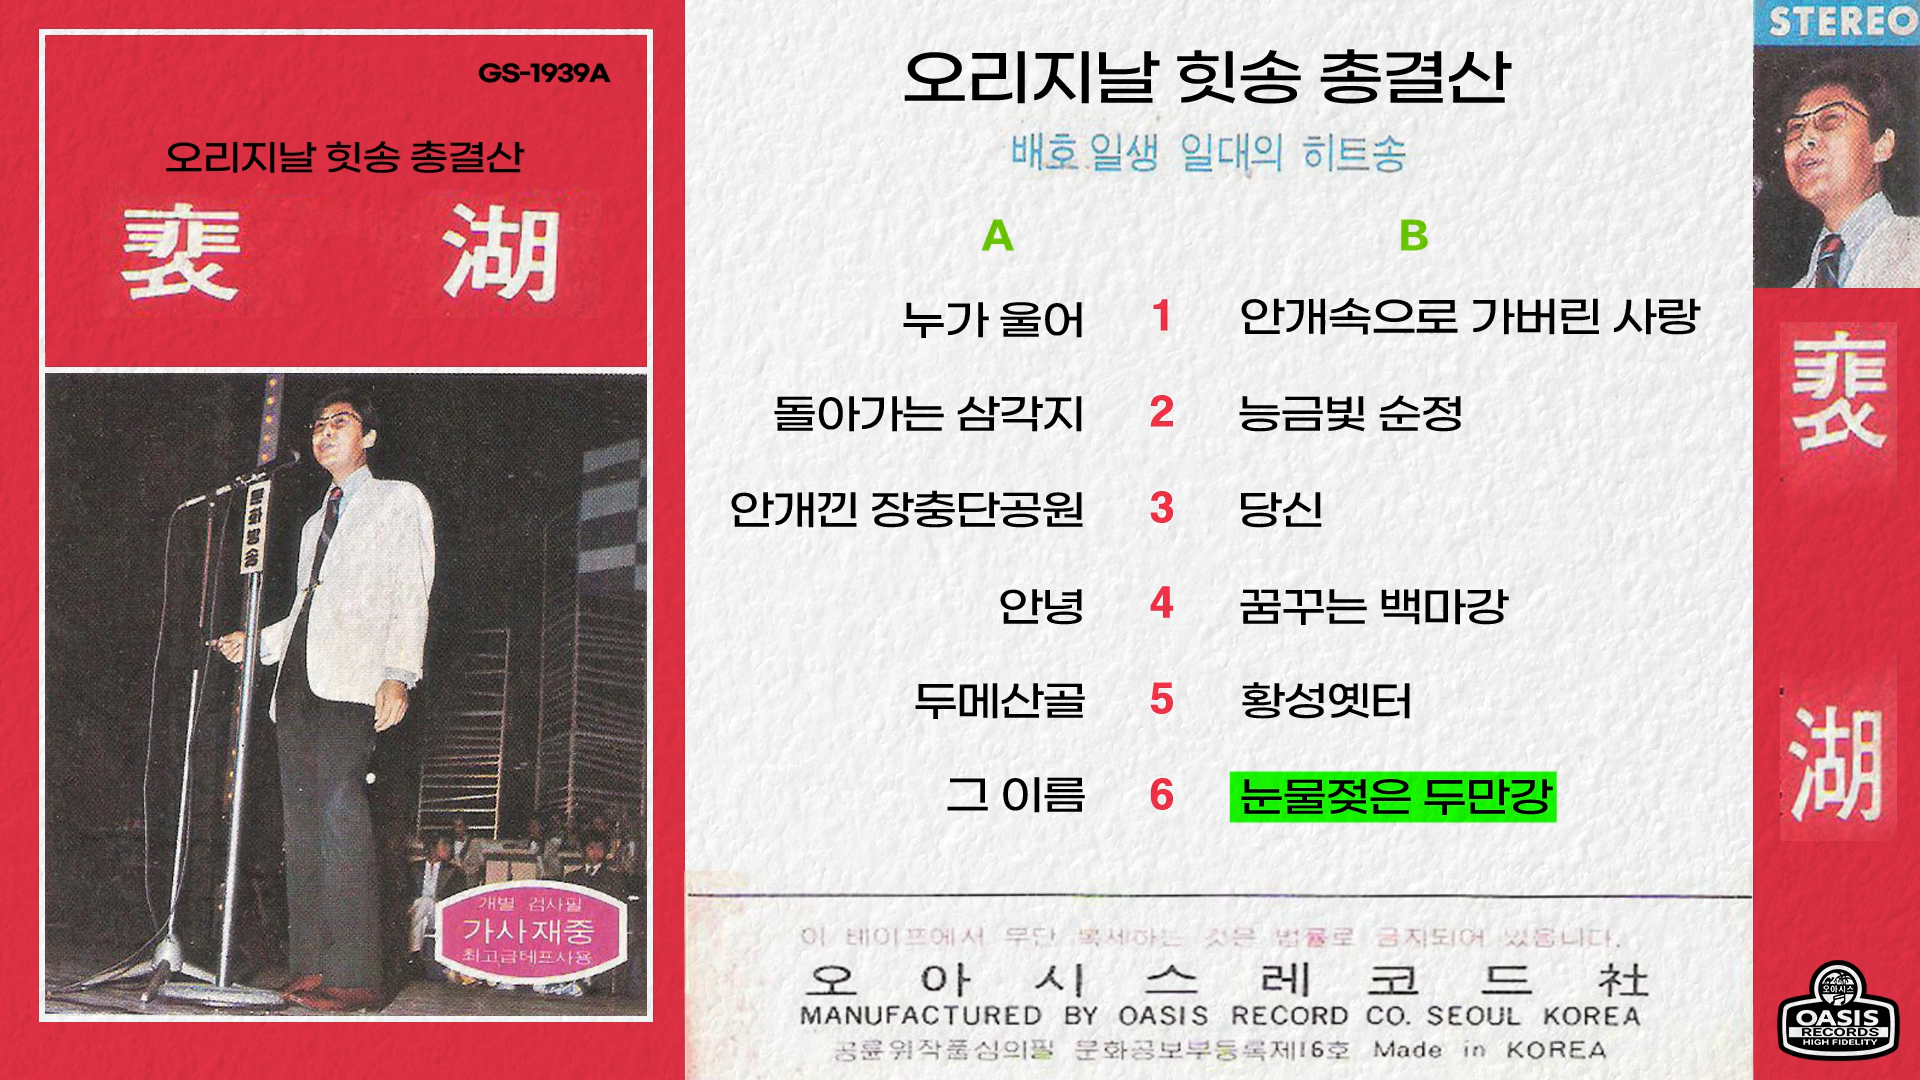 GS-1939A
오리지날 힛송 총결산
裵 湖
문화방송
개별 검사필
가사재중
최고급테프사용
오리지날 힛송 총결산
배호 일생 일대의 히트송
A B
누가 울어 1 안개속으로 가버린 사랑
돌아가는 삼각지 2 능금빛 순정
안개낀 장충단공원 3 당신
안녕 4 꿈꾸는 백마강
두메산골 5 황성옛터
그 이름 6 눈물젖은 두만강
이 테이프에서 무단 복세하는 것은 법률로 금지되어 있읍니다.
오아시스레코드社
MANUFACTURED BY OASIS RECORD CO. SEOUL KOREA
공륜위작품심의필 문화공보부등록제16호 Made in KOREA
STEREO
裵
湖
오아시스
OASIS
RECORDS
HIGH FIDELITY